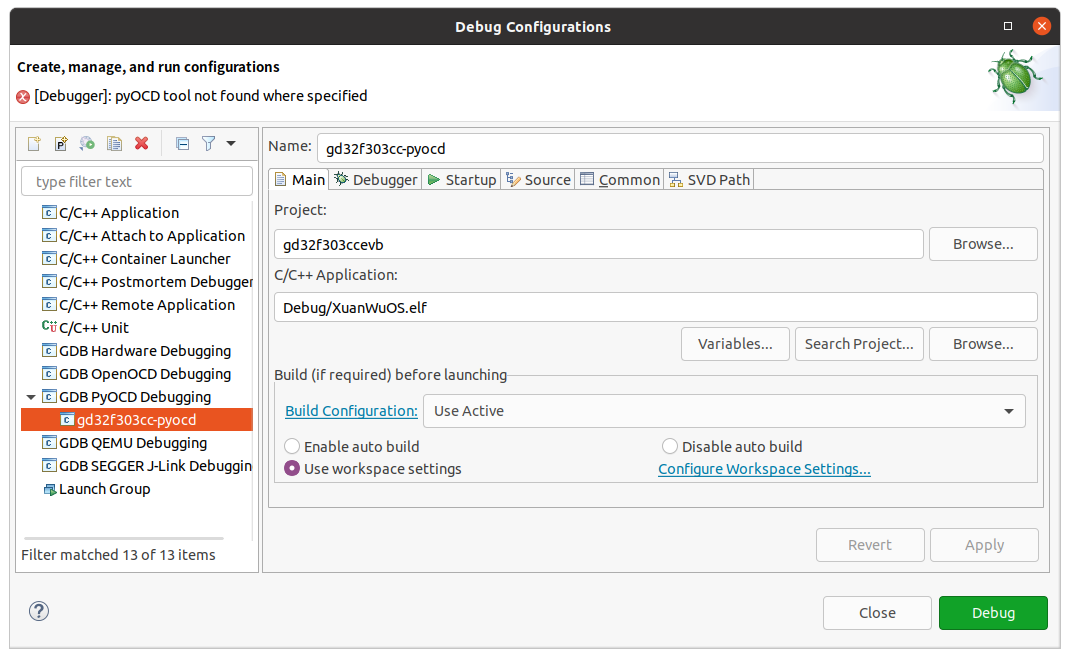 Debug Configurations
Create, manage, and run configurations
[Debugger]: pyOCD tool not found where specified
type filter text
C/C++ Application
C/C++ Attach to Application
C/C++ Container Launcher
C/C++ Postmortem Debugger
C/C++ Remote Application
C/C++ Unit
GDB Hardware Debugging
GDB OpenOCD Debugging
GDB PyOCD Debugging
gd32f303cc-pyocd
GDB QEMU Debugging
GDB SEGGER J-Link Debuggin
Launch Group
Filter matched 13 of 13 items
Name: gd32f303cc-pyocd
Main Debugger Startup Source Common SVD Path
Project:
gd32f303ccevb Browse...
C/C++ Application:
Debug/XuanWuOS.elf
Variables... Search Project... Browse...
Build (if required) before launching
Build Configuration: Use Active
Enable auto build Disable auto build
Use workspace settings Configure Workspace Settings...
Revert Apply
Close Debug